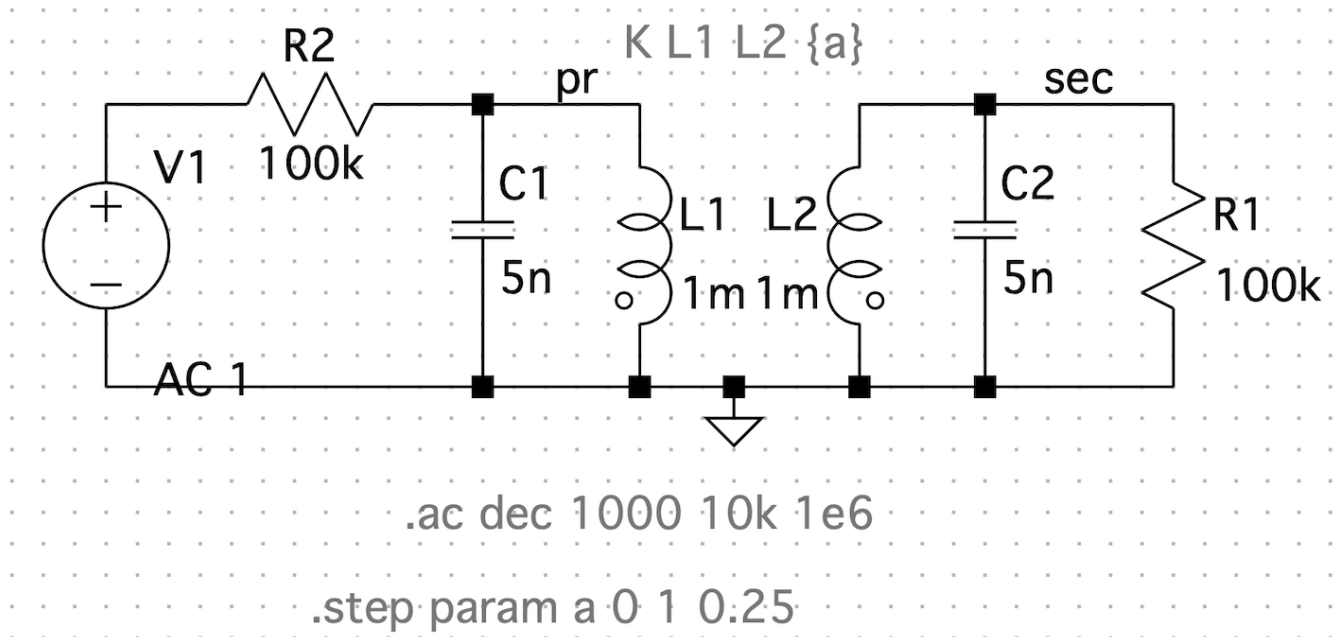 R2
K L1 L2 {a}
pr
sec
V1
100k
C1
C2
L1
L2
R1
+
5n
1m
1m
5n
100k
−
AC 1
.ac dec 1000 10k 1e6
.step param a 0 1 0.25